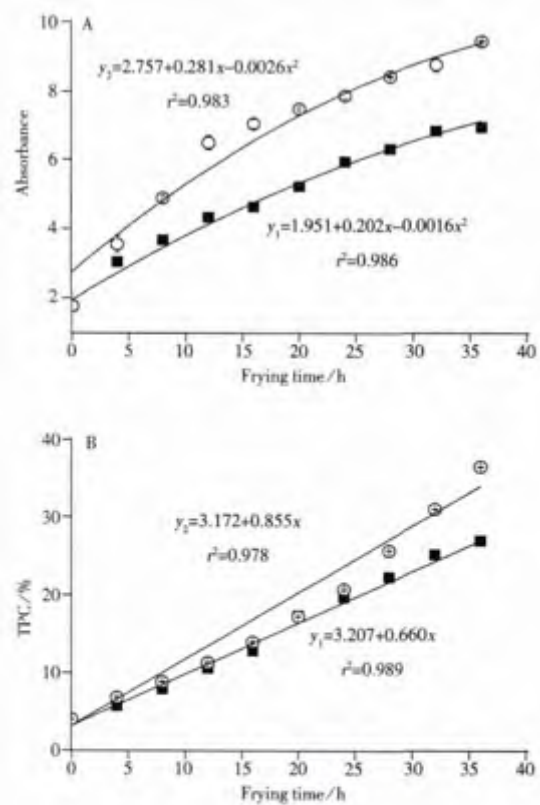 A
10
8
6
4
2
Absorbance
y₂=2.757+0.281x−0.0026x²
r²=0.983
y₁=1.951+0.202x−0.0016x²
r²=0.986
0 5 10 15 20 25 30 35 40
Frying time/h
B
40
30
20
10
0
TPC/%
y₂=3.172+0.855x
r²=0.978
y₁=3.207+0.660x
r²=0.989
0 5 10 15 20 25 30 35 40
Frying time/h